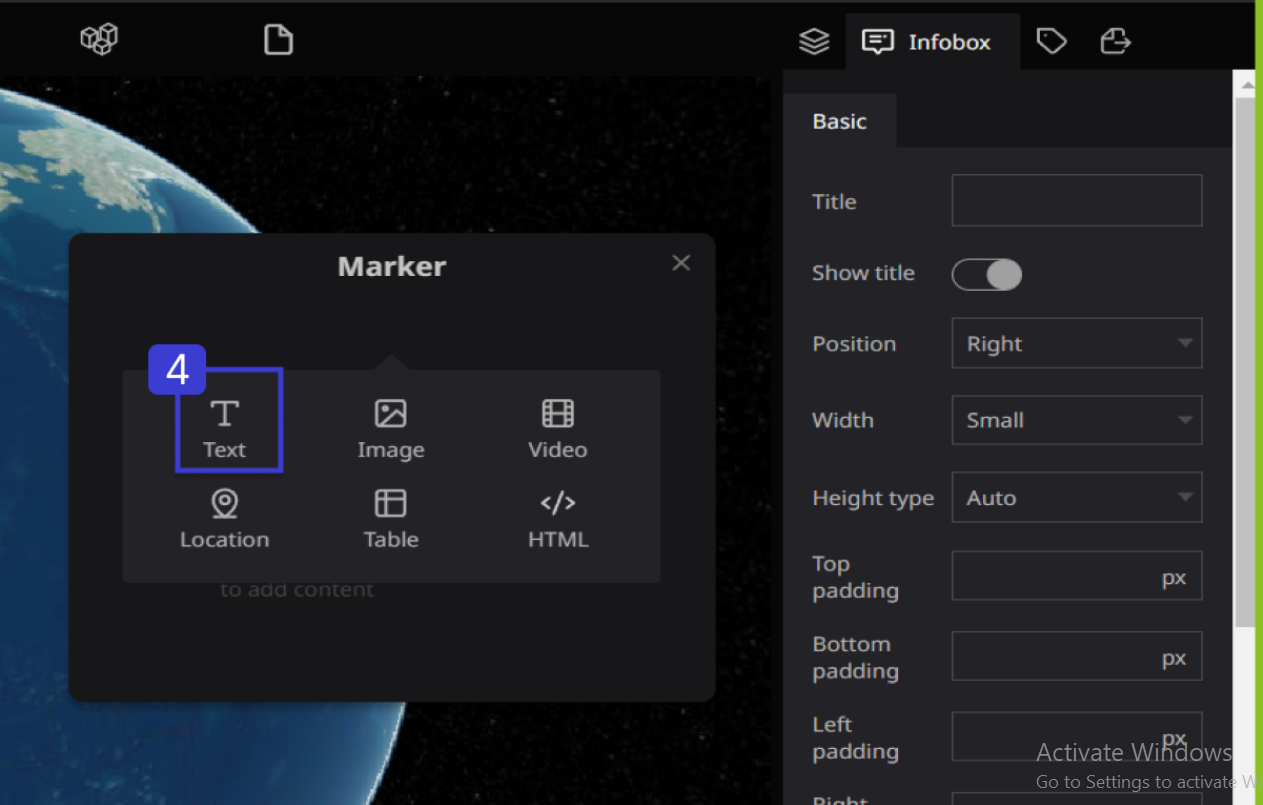 Infobox
Basic
Title
Show title
Position Right
Width Small
Height type Auto
Top
padding px
Bottom
padding px
Left
padding px
Right
Marker
4
Text Image Video
Location Table HTML
to add content
Activate Windows
Go to Settings to activate W